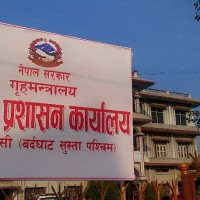 नेपाल सरकार
गृहमन्त्रालय
प्रशासन कार्यालय
सी (बर्दघाट सुस्ता पश्चिम)